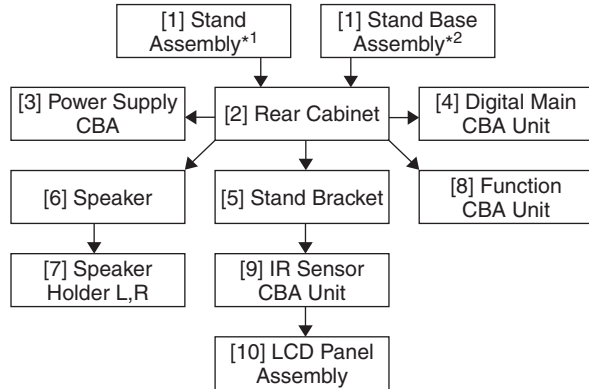 [1] Stand
Assembly*1
[1] Stand Base
Assembly*2
[3] Power Supply
CBA
[2] Rear Cabinet
[4] Digital Main
CBA Unit
[6] Speaker
[5] Stand Bracket
[8] Function
CBA Unit
[7] Speaker
Holder L,R
[9] IR Sensor
CBA Unit
[10] LCD Panel
Assembly